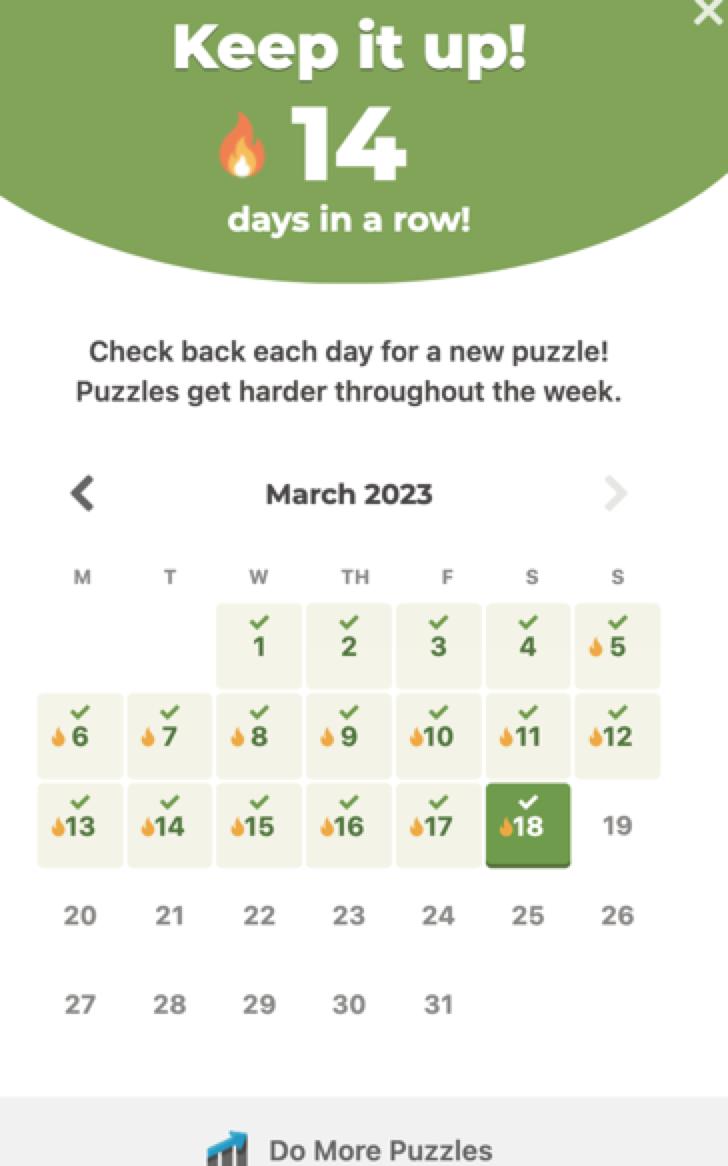 Keep it up!
14
days in a row!
Check back each day for a new puzzle!
Puzzles get harder throughout the week.
March 2023
M T W TH F S S
1 2 3 4 5
6 7 8 9 10 11 12
13 14 15 16 17 18 19
20 21 22 23 24 25 26
27 28 29 30 31
Do More Puzzles